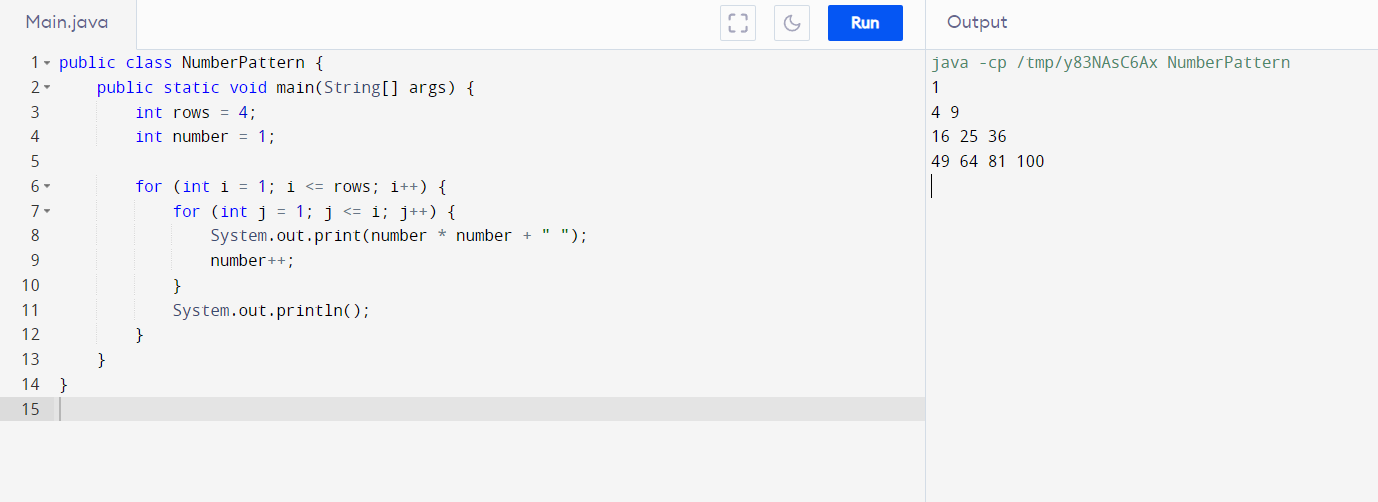 Main.java
Run
Output
1 public class NumberPattern {
2 public static void main(String[] args) {
3 int rows = 4;
4 int number = 1;
5
6 for (int i = 1; i <= rows; i++) {
7 for (int j = 1; j <= i; j++) {
8 System.out.print(number * number + " ");
9 number++;
10 }
11 System.out.println();
12 }
13 }
14 }
15
java -cp /tmp/y83NAsC6Ax NumberPattern
1
4 9
16 25 36
49 64 81 100